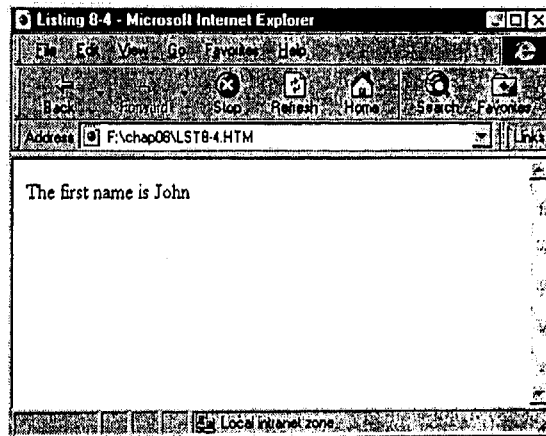 Listing 8-4 - Microsoft Internet Explorer
File Edit View Go Favorites Help
Back Forward Stop Refresh Home Search Favorites
Address F:\chap08\LST8-4.HTM Links
The first name is John
Local intranet zone